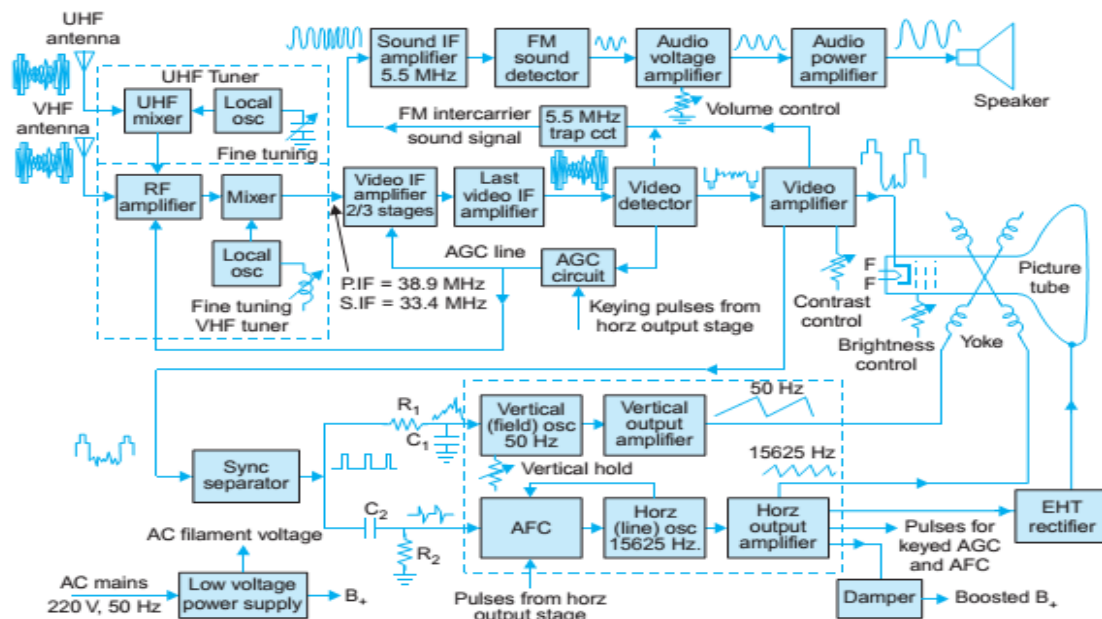 UHF
antenna
VHF
antenna
UHF Tuner
UHF
mixer
Local
osc
Fine tuning
RF
amplifier
Mixer
Local
osc
Fine tuning
VHF tuner
Sound IF
amplifier
5.5 MHz
FM
sound
detector
Audio
voltage
amplifier
Audio
power
amplifier
Speaker
Volume control
FM intercarrier
sound signal
5.5 MHz
trap cct
Video IF
amplifier
2/3 stages
Last
video IF
amplifier
Video
detector
Video
amplifier
AGC line
AGC
circuit
P.IF = 38.9 MHz
S.IF = 33.4 MHz
Keying pulses from
horz output stage
Contrast
control
F
F
Brightness
control
Picture
tube
Yoke
R1
C1
Vertical
(field) osc
50 Hz
Vertical
output
amplifier
50 Hz
Vertical hold
15625 Hz
Sync
separator
C2
R2
AFC
Horz
(line) osc
15625 Hz.
Horz
output
amplifier
EHT
rectifier
Pulses for
keyed AGC
and AFC
Pulses from horz
output stage
Damper
Boosted B+
AC filament voltage
AC mains
220 V, 50 Hz
Low voltage
power supply
B+